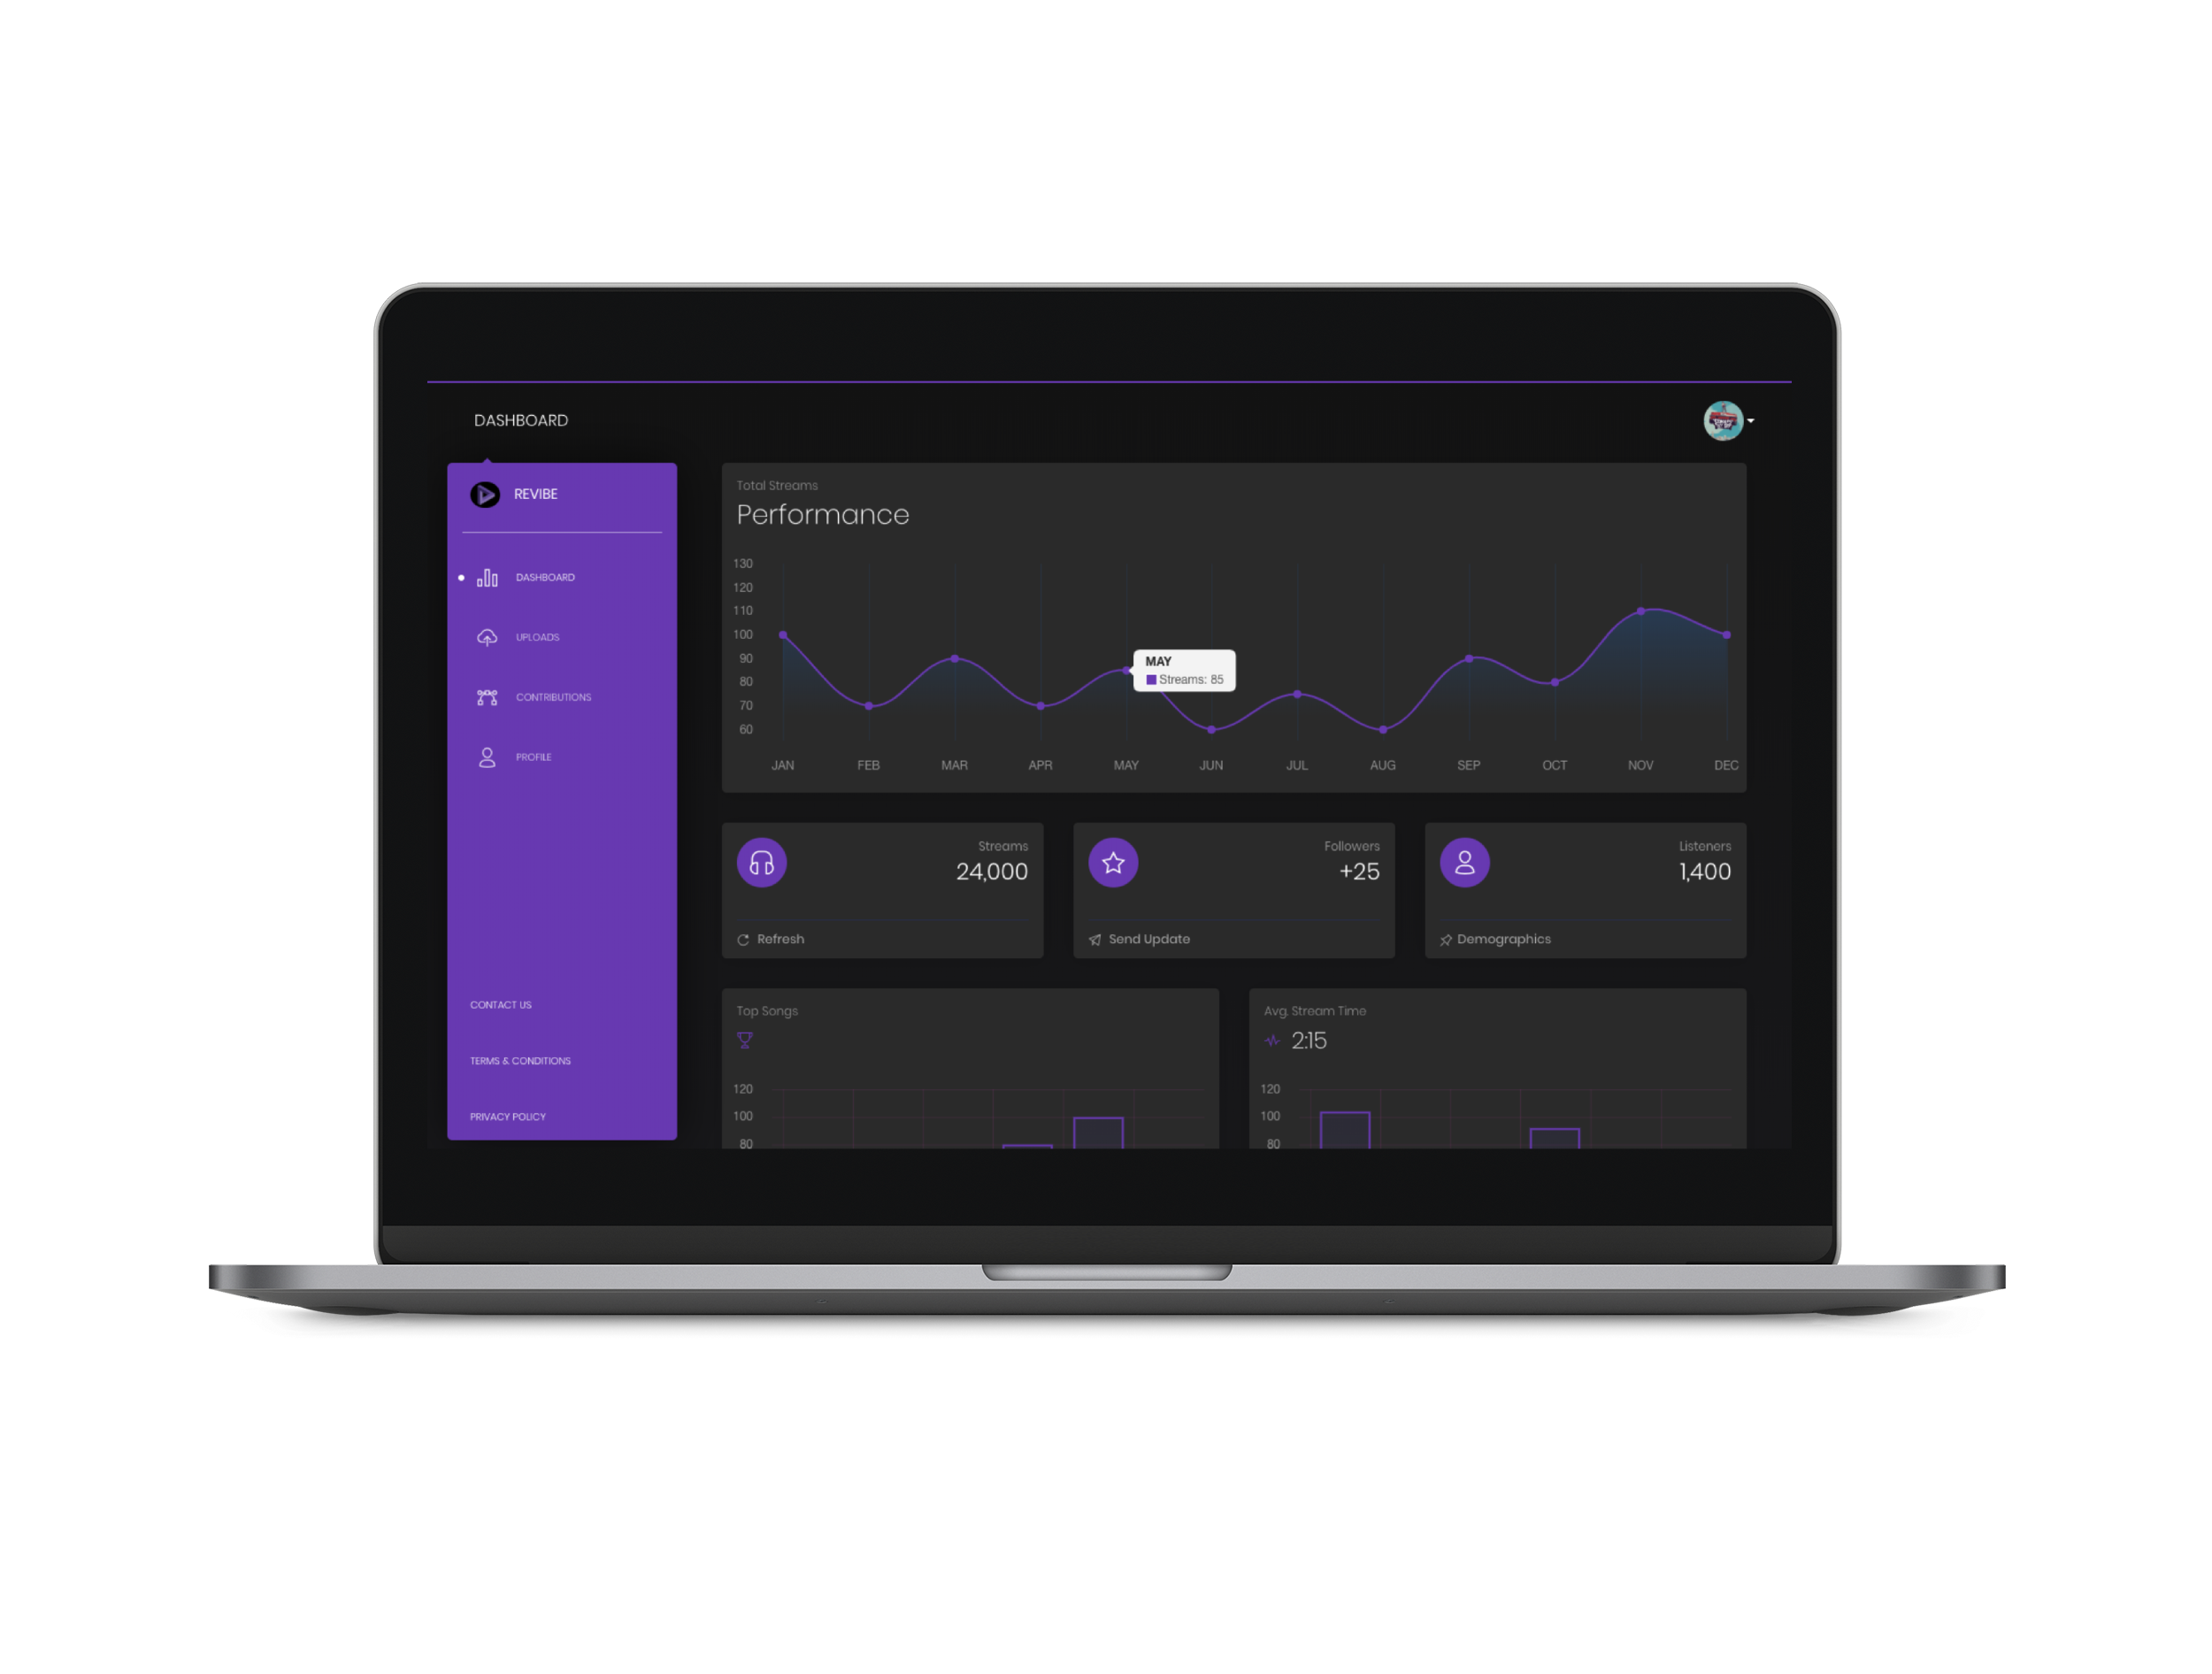 DASHBOARD
REVIBE
DASHBOARD
UPLOADS
CONTRIBUTIONS
PROFILE
CONTACT US
TERMS & CONDITIONS
PRIVACY POLICY
Total Streams
Performance
130
120
110
100
90
80
70
60
MAY
Streams: 85
JAN FEB MAR APR MAY JUN JUL AUG SEP OCT NOV DEC
Streams
24,000
Refresh
Followers
+25
Send Update
Listeners
1,400
Demographics
Top Songs
120
100
80
Avg. Stream Time
2:15
120
100
80